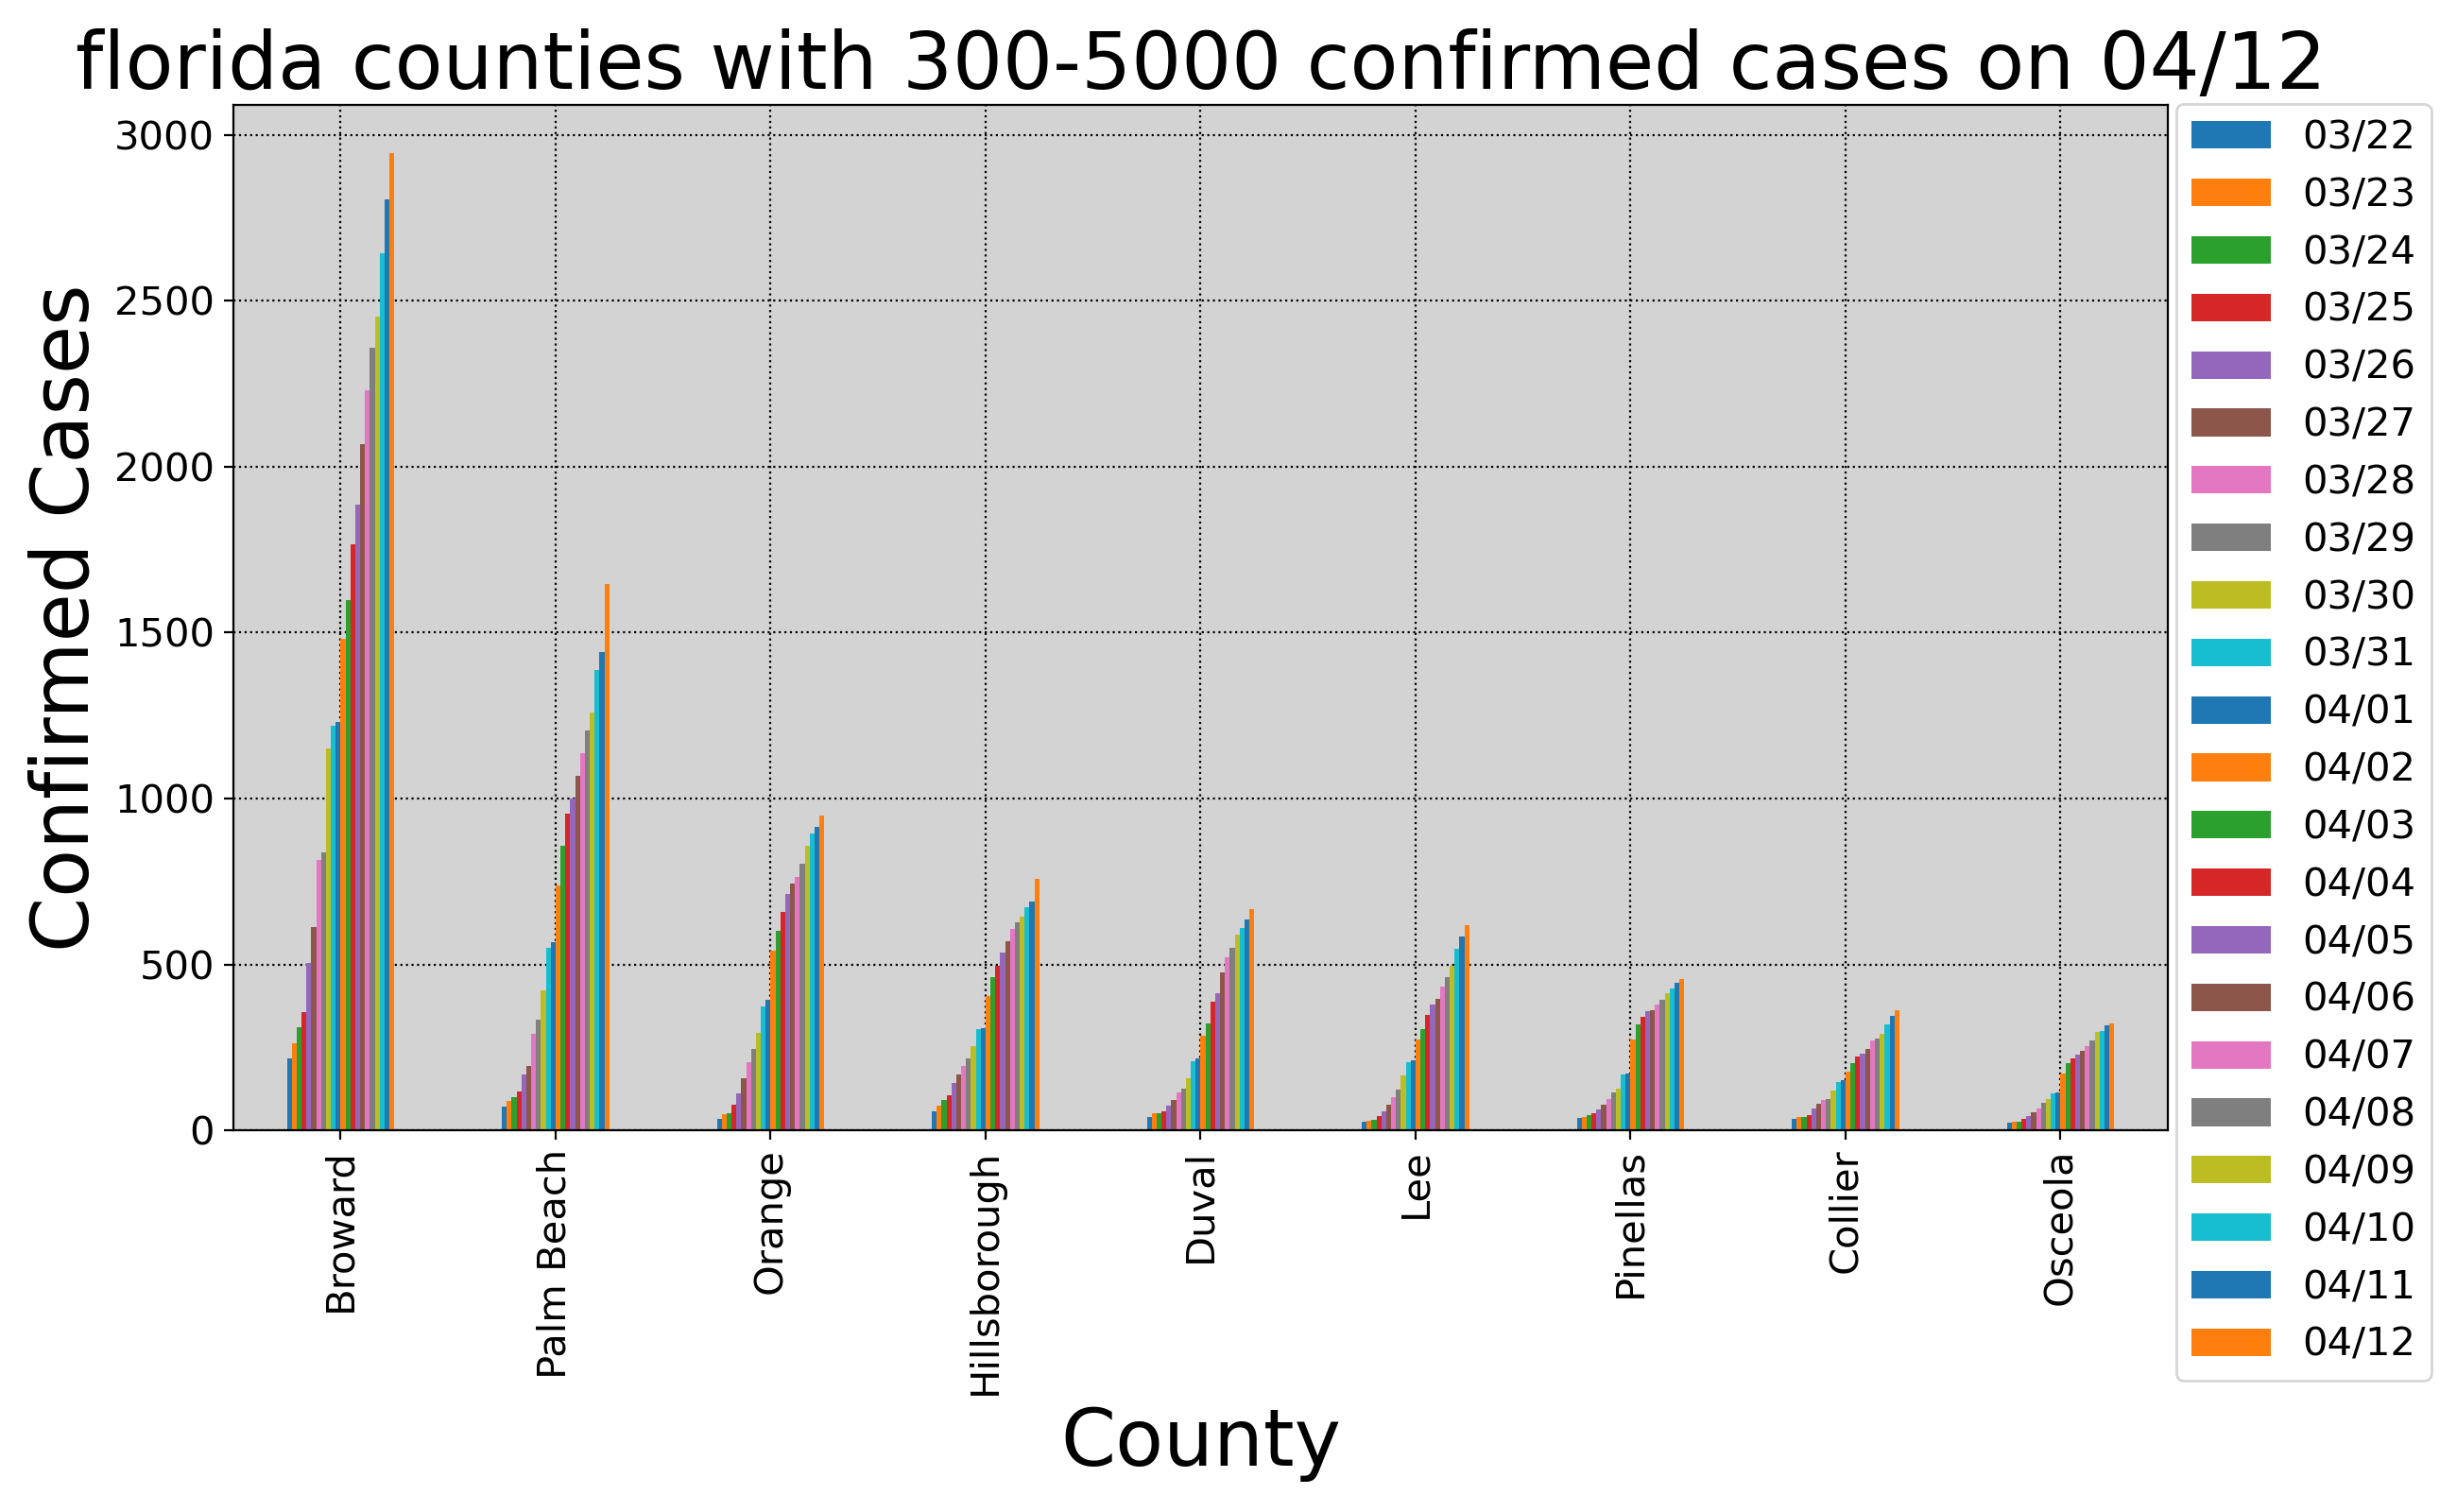 florida counties with 300-5000 confirmed cases on 04/12
Confirmed Cases
3000
2500
2000
1500
1000
500
0
Broward
Palm Beach
Orange
Hillsborough
Duval
Lee
Pinellas
Collier
Osceola
County
03/22
03/23
03/24
03/25
03/26
03/27
03/28
03/29
03/30
03/31
04/01
04/02
04/03
04/04
04/05
04/06
04/07
04/08
04/09
04/10
04/11
04/12